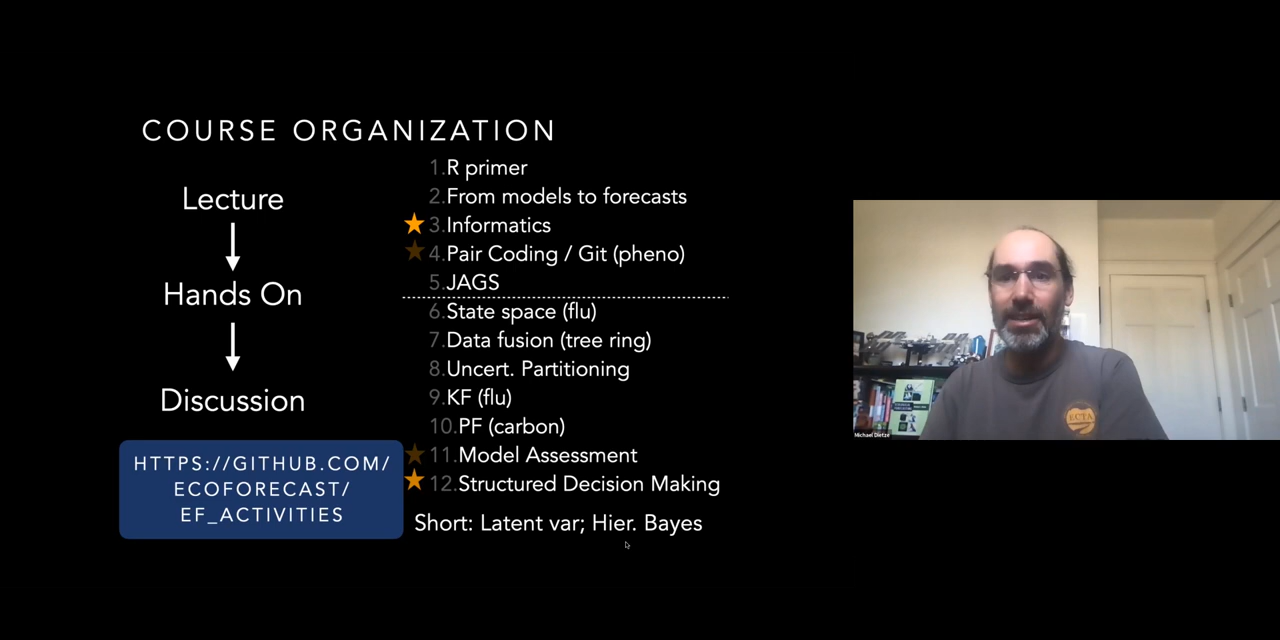 COURSE ORGANIZATION
Lecture
Hands On
Discussion
HTTPS://GITHUB.COM/
ECOFORECAST/
EF_ACTIVITIES
1.R primer
2.From models to forecasts
3.Informatics
4.Pair Coding / Git (pheno)
5.JAGS
6.State space (flu)
7.Data fusion (tree ring)
8.Uncert. Partitioning
9.KF (flu)
10.PF (carbon)
11.Model Assessment
12.Structured Decision Making
Short: Latent var; Hier. Bayes
Michael Dietze